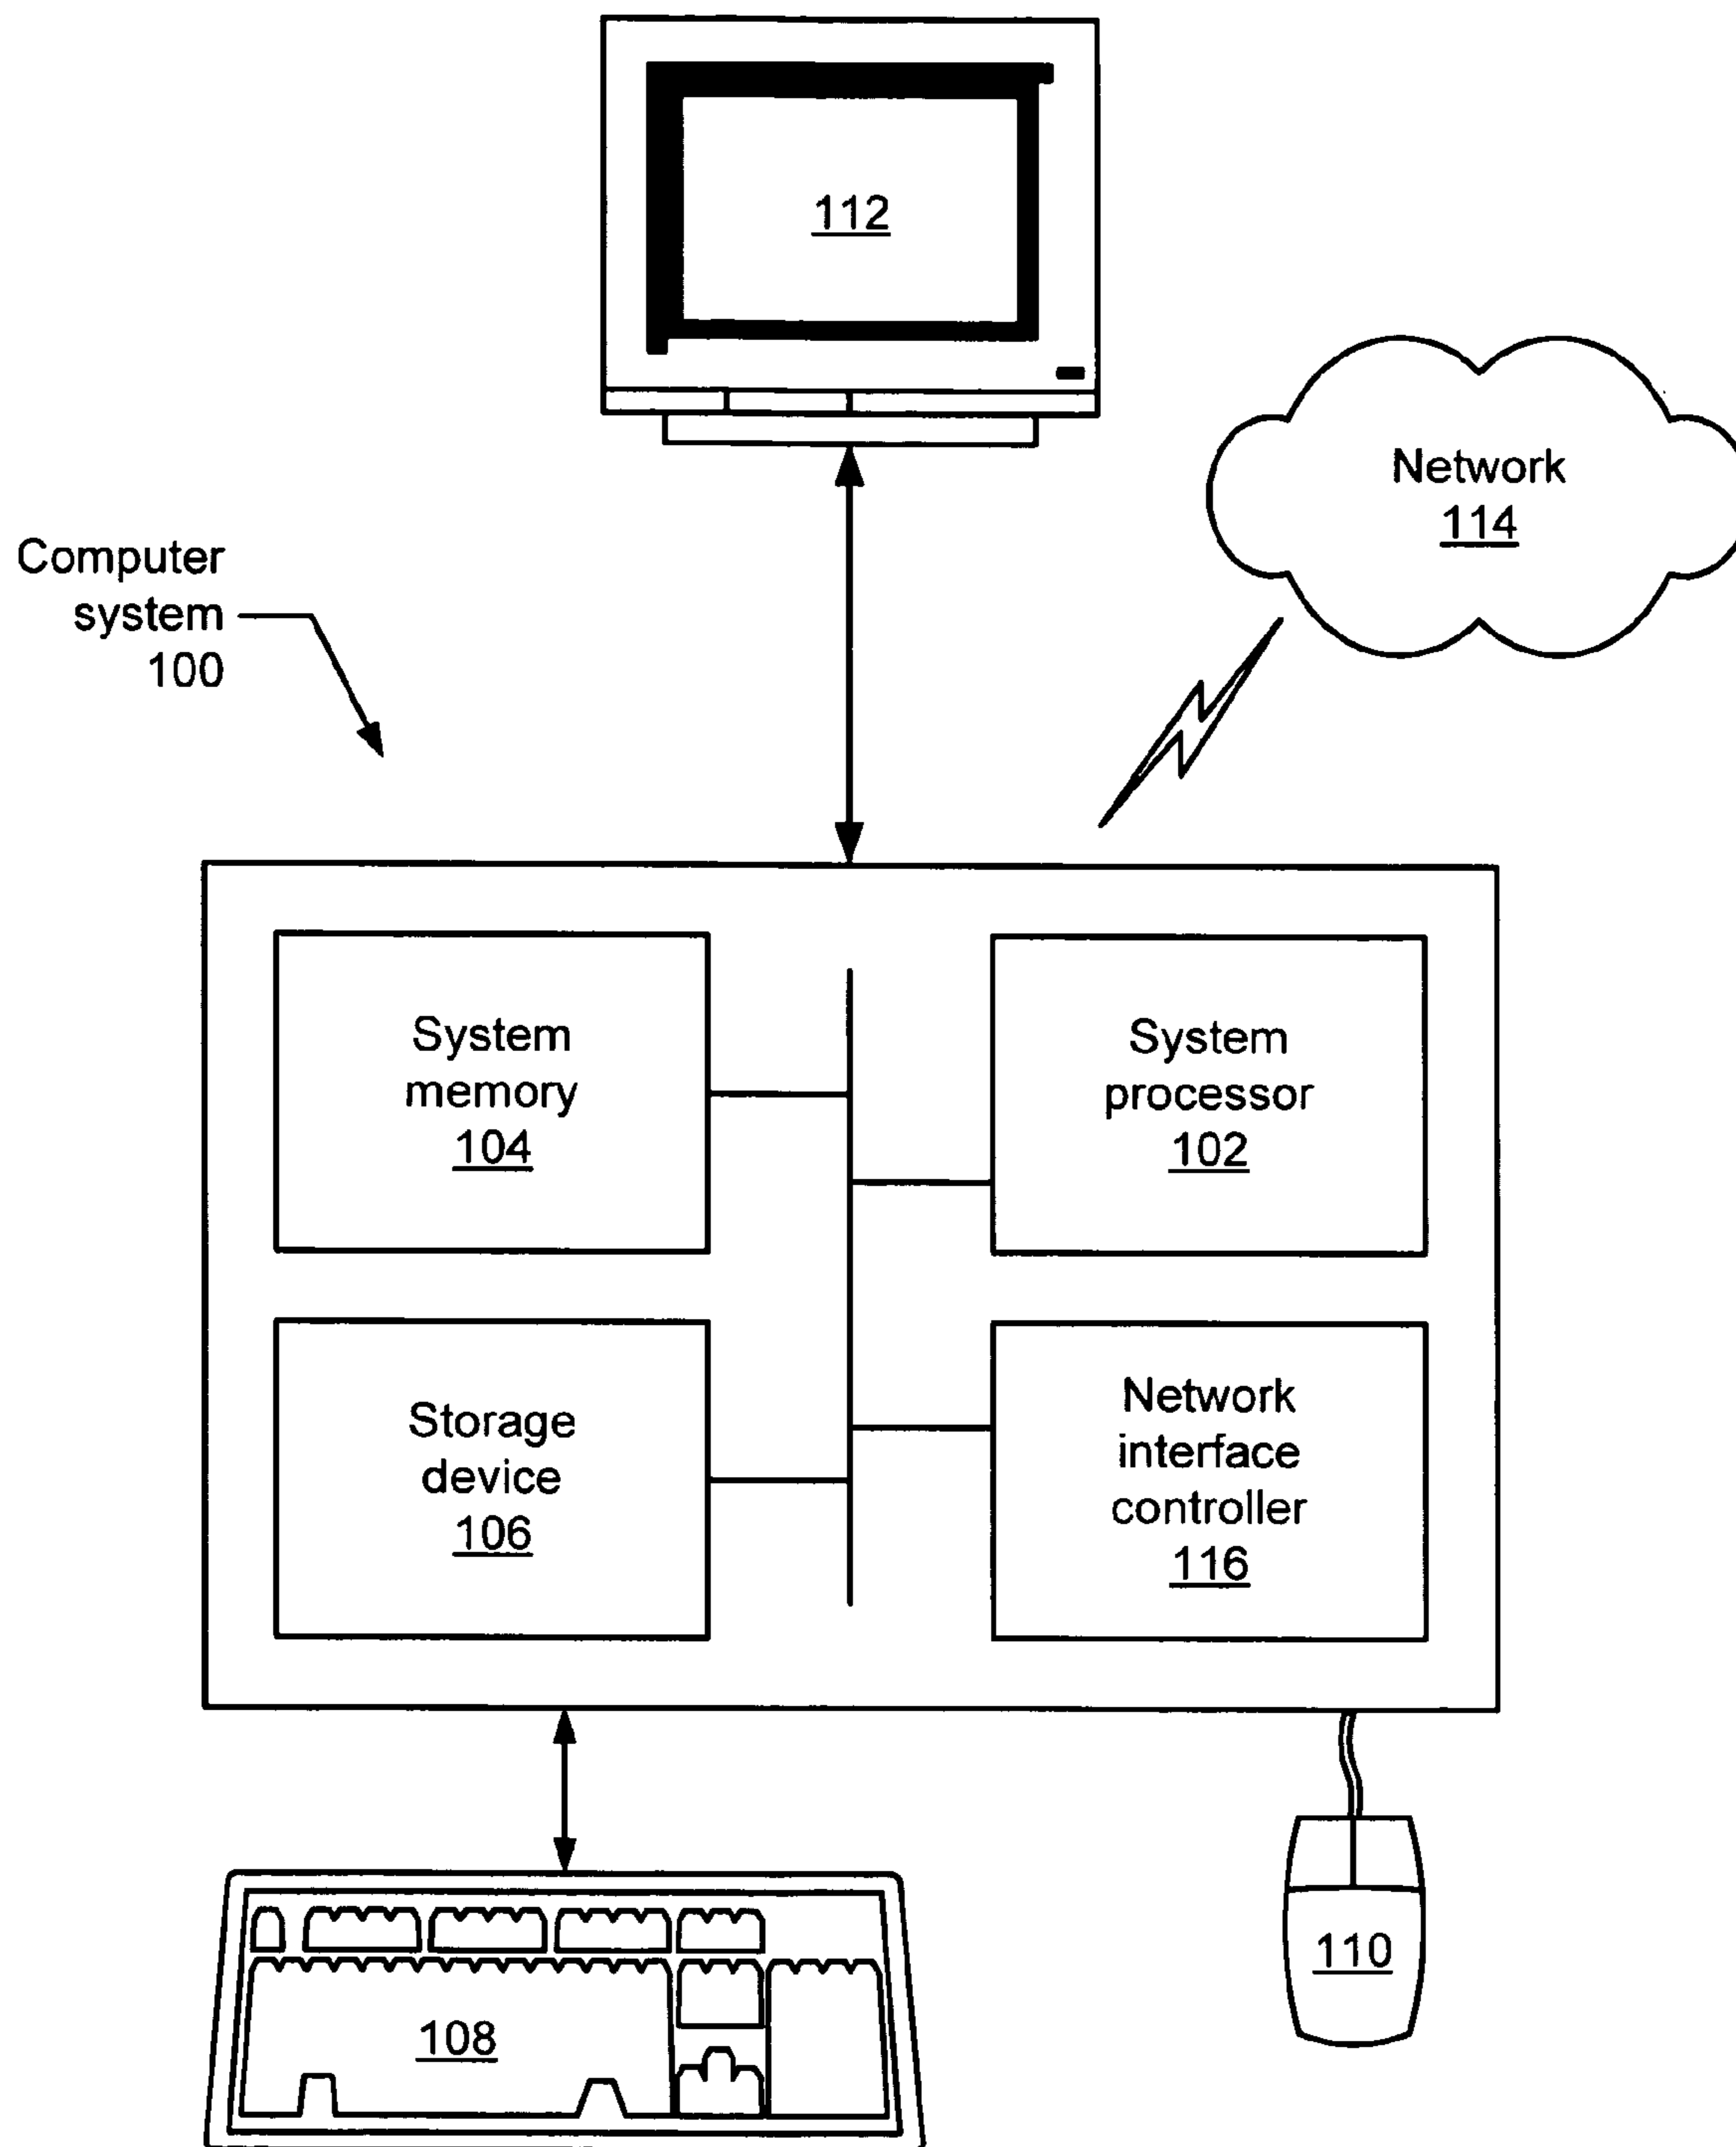 112
Network
114
Computer
system
100
System
memory
104
System
processor
102
Storage
device
106
Network
interface
controller
116
108
110